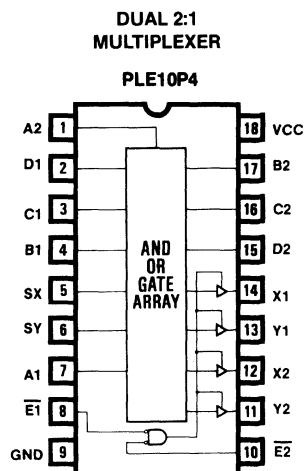 DUAL 2:1
MULTIPLEXER
PLE10P4
A2 1 18 VCC
D1 2 17 B2
C1 3 16 C2
B1 4 15 D2
AND
OR
GATE
ARRAY
SX 5 14 X1
SY 6 13 Y1
A1 7 12 X2
E1 8 11 Y2
GND 9 10 E2